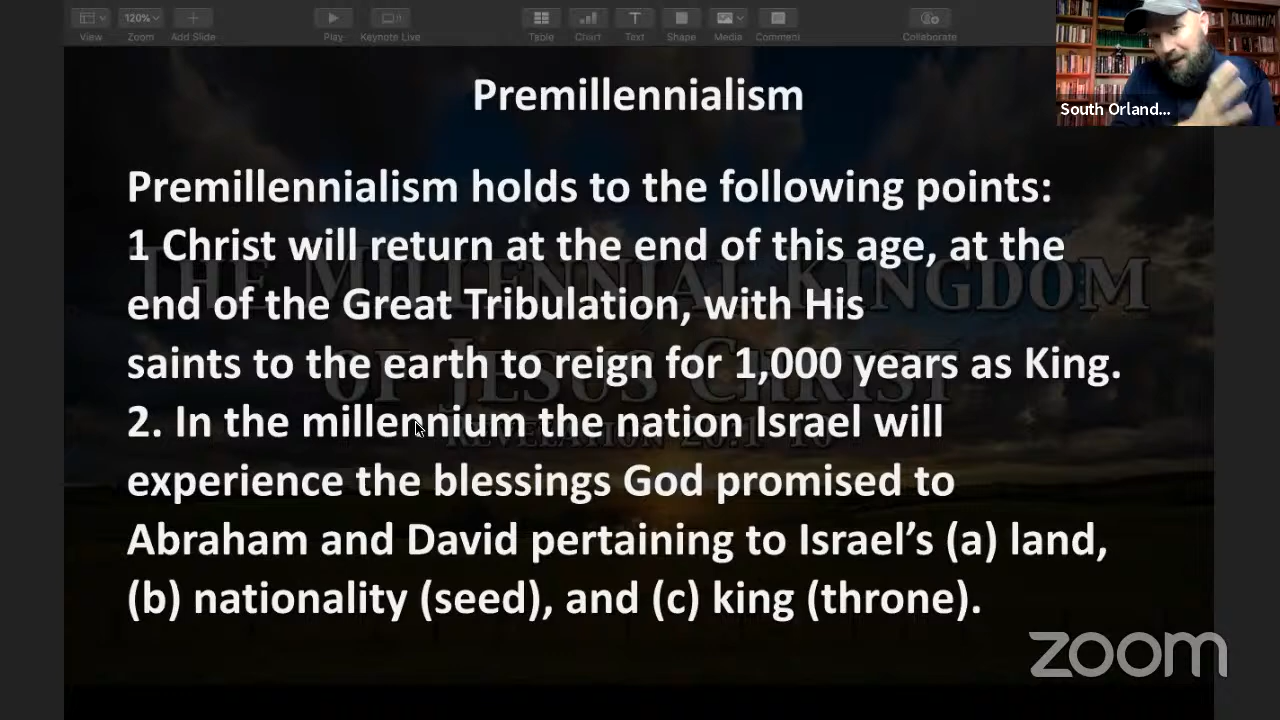 View
120%
Zoom
Add Slide
Play
Keynote Live
Table
Chart
Text
Shape
Media
Comment
Collaborate
South Orland...
Premillennialism
Premillennialism holds to the following points:
1 Christ will return at the end of this age, at the
end of the Great Tribulation, with His
saints to the earth to reign for 1,000 years as King.
2. In the millennium the nation Israel will
experience the blessings God promised to
Abraham and David pertaining to Israel's (a) land,
(b) nationality (seed), and (c) king (throne).
THE MILLENNIAL KINGDOM
OF JESUS CHRIST
zoom